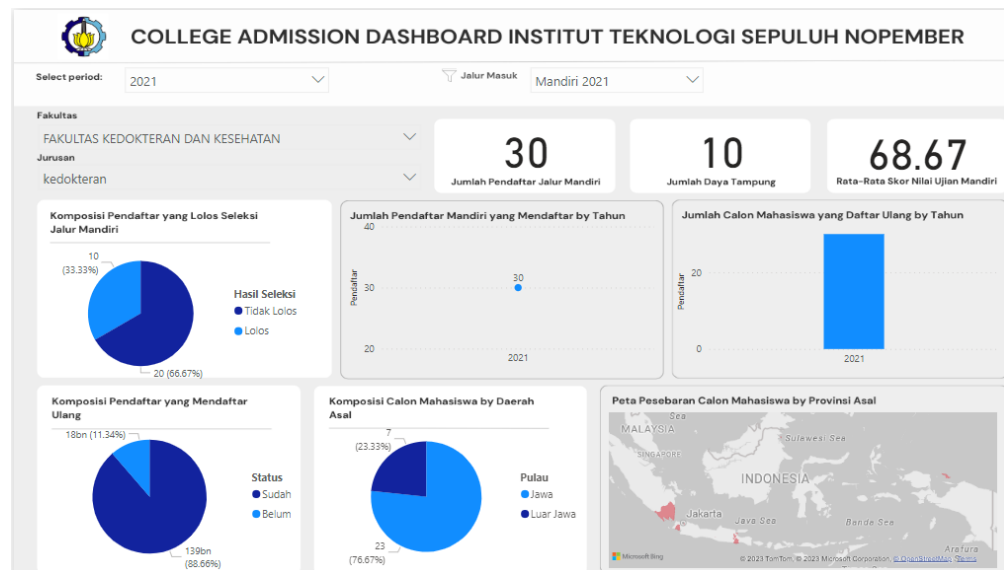 COLLEGE ADMISSION DASHBOARD INSTITUT TEKNOLOGI SEPULUH NOPEMBER
Select period:
2021
Jalur Masuk
Mandiri 2021
Fakultas
FAKULTAS KEDOKTERAN DAN KESEHATAN
Jurusan
kedokteran
30
Jumlah Pendaftar Jalur Mandiri
10
Jumlah Daya Tampung
68.67
Rata-Rata Skor Nilai Ujian Mandiri
Komposisi Pendaftar yang Lolos Seleksi
Jalur Mandiri
10
(33.33%)
Hasil Seleksi
Tidak Lolos
Lolos
20 (66.67%)
Jumlah Pendaftar Mandiri yang Mendaftar by Tahun
40
Pendaftar
30
30
20
2021
Jumlah Calon Mahasiswa yang Daftar Ulang by Tahun
Pendaftar
20
0
2021
Komposisi Pendaftar yang Mendaftar
Ulang
18bn (11.34%)
Status
Sudah
Belum
139bn
(88.66%)
Komposisi Calon Mahasiswa by Daerah
Asal
7
(23.33%)
Pulau
Jawa
Luar Jawa
23
(76.67%)
Peta Pesebaran Calon Mahasiswa by Provinsi Asal
Sea
MALAYSIA
SINGAPORE
Sulawesi Sea
INDONESIA
Jakarta
Java Sea
Banda Sea
Arafura
Microsoft Bing
© 2023 TomTom, © 2023 Microsoft Corporation, © OpenStreetMap, Terms